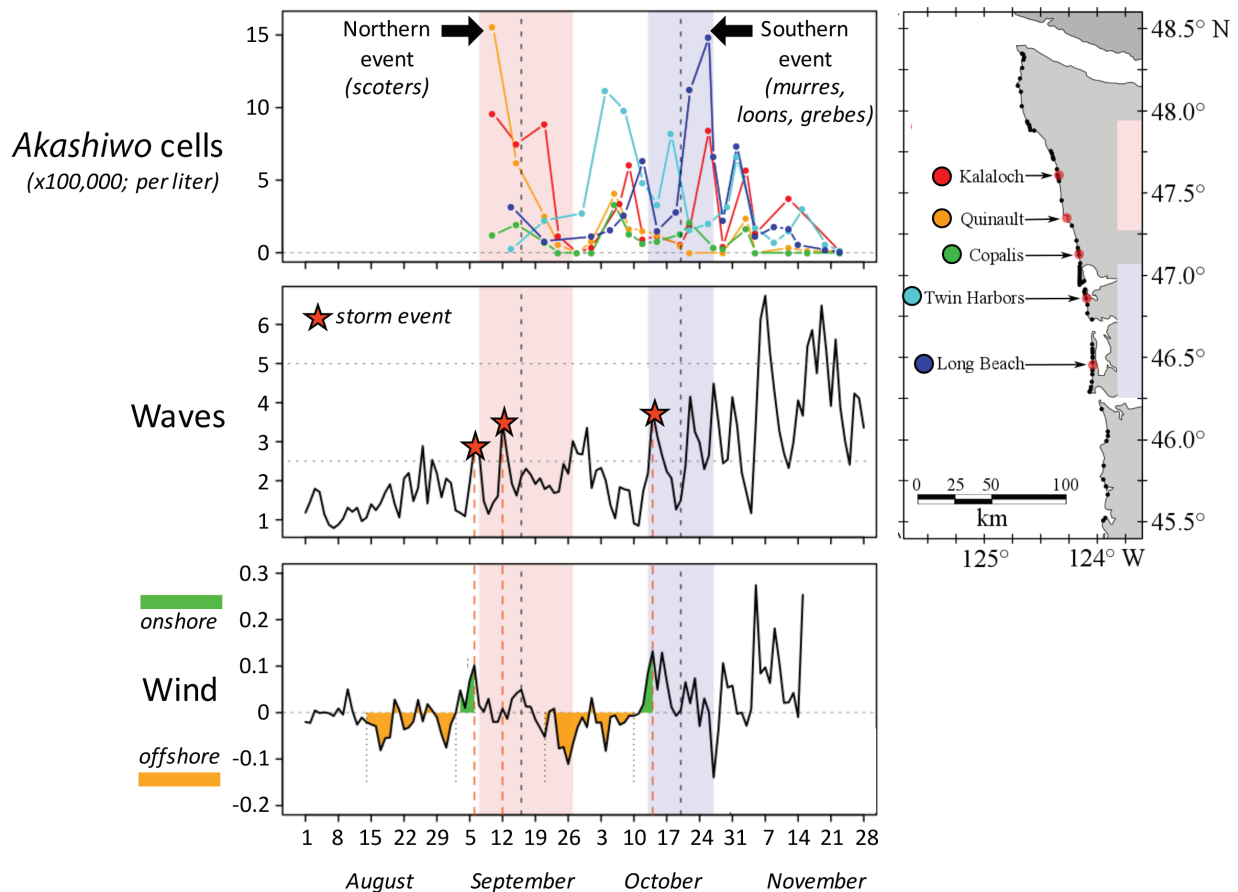 Northern
event
(scoters)
Southern
event
(murres,
loons, grebes)
Akashiwo cells
(x100,000; per liter)
15
10
5
0
storm event
Waves
6
5
4
3
2
1
onshore
Wind
offshore
0.3
0.2
0.1
0
-0.1
-0.2
1 8 15 22 29 5 12 19 26 3 10 17 24 31 7 14 21 28
August September October November
48.5° N
48.0°
47.5°
47.0°
46.5°
46.0°
45.5°
Kalaloch
Quinault
Copalis
Twin Harbors
Long Beach
0 25 50 100
km
125° 124° W